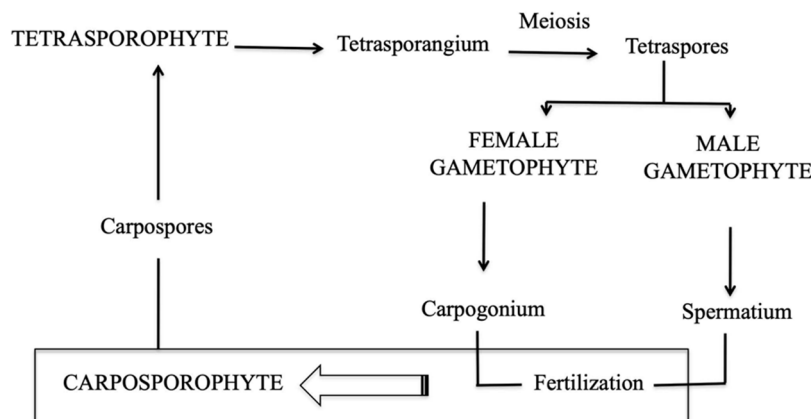 Meiosis
TETRASPOROPHYTE
Tetrasporangium
Tetraspores
FEMALE
GAMETOPHYTE
MALE
GAMETOPHYTE
Carpospores
Carpogonium
Spermatium
CARPOSPOROPHYTE
Fertilization